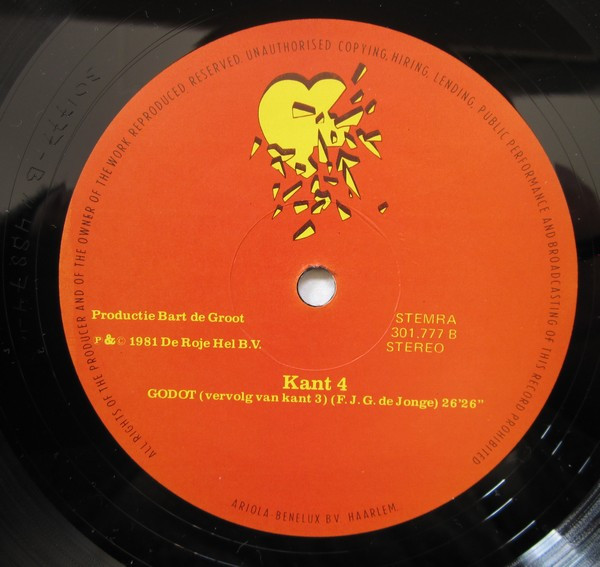 ALL RIGHTS OF THE PRODUCER AND OF THE OWNER OF THE WORK REPRODUCED RESERVED. UNAUTHORISED COPYING, HIRING, LENDING, PUBLIC PERFORMANCE AND BROADCASTING OF THIS RECORD PROHIBITED
Productie Bart de Groot
P & © 1981 De Roje Hel B.V.
STEMRA
301,777 B
STEREO
Kant 4
GODOT (vervolg van kant 3) (F. J. G. de Jonge) 26'26"
ARIOLA-BENELUX B.V. HAARLEM.